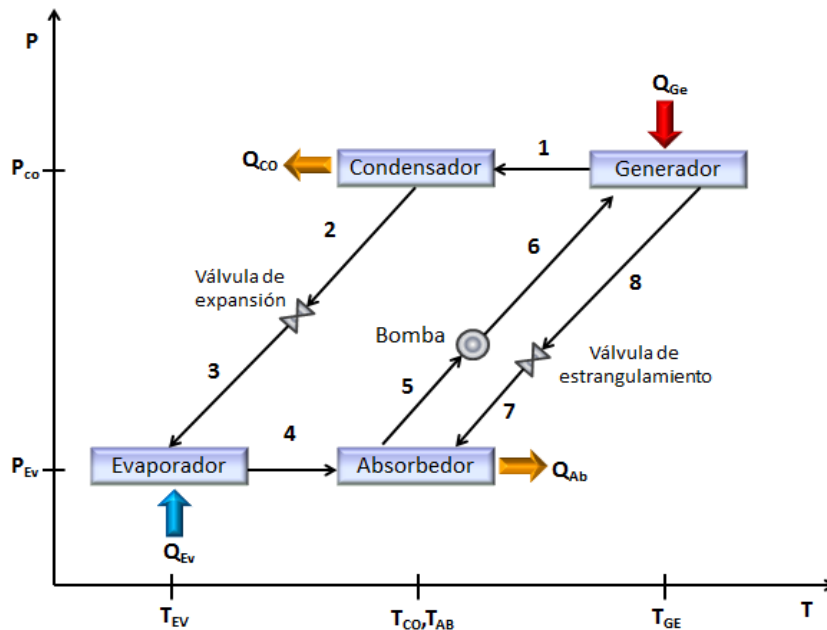 P
Q_Ge
P_co
Q_CO
Condensador
1
Generador
2
6
8
Válvula de
expansión
Bomba
Válvula de
estrangulamiento
3
5
7
4
P_Ev
Evaporador
Absorbedor
Q_Ab
Q_Ev
T_EV
T_CO,T_AB
T_GE
T